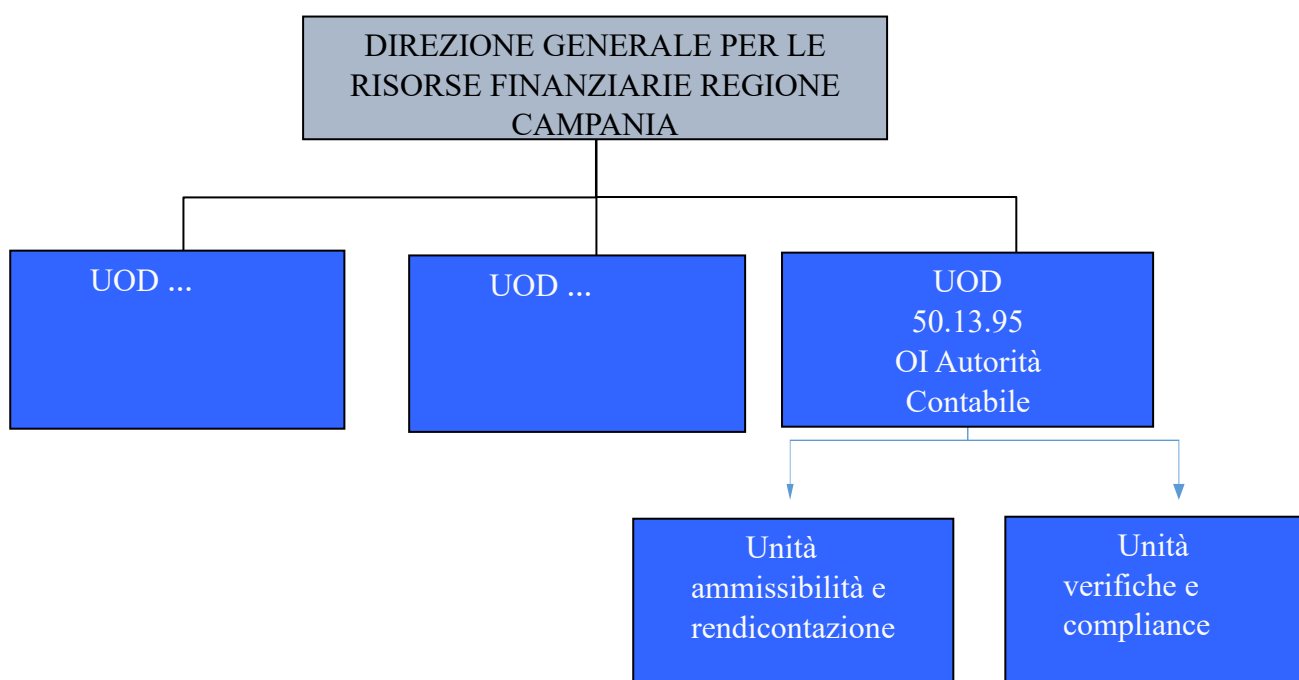 DIREZIONE GENERALE PER LE
RISORSE FINANZIARIE REGIONE
CAMPANIA
UOD ...
UOD ...
UOD
50.13.95
OI Autorità
Contabile
Unità
ammissibilità e
rendicontazione
Unità
verifiche e
compliance